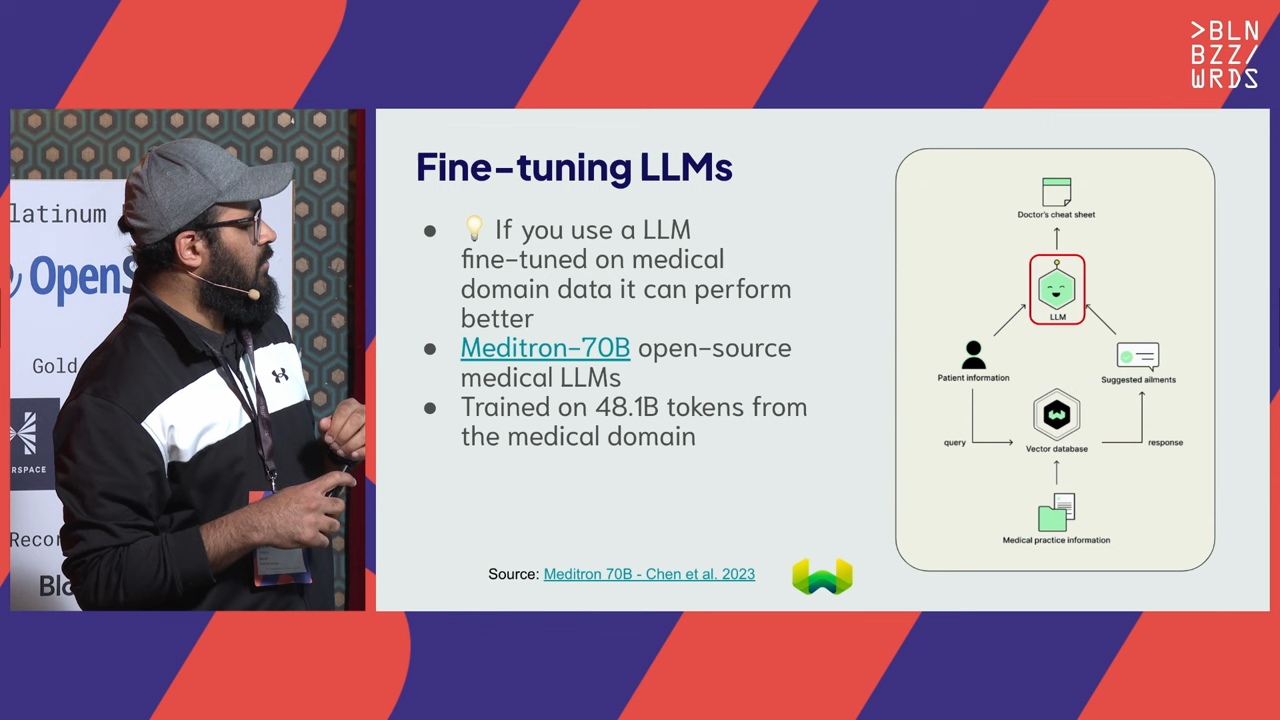 >BLN
BZZ/
WRDS
latinum
OpenS
Gold
RSPACE
Recor
Blo
Fine-tuning LLMs
● 💡 If you use a LLM
fine-tuned on medical
domain data it can perform
better
● Meditron-70B open-source
medical LLMs
● Trained on 48.1B tokens from
the medical domain
Source: Meditron 70B - Chen et al. 2023
Doctor's cheat sheet
LLM
Patient information
Suggested ailments
query
Vector database
response
Medical practice information